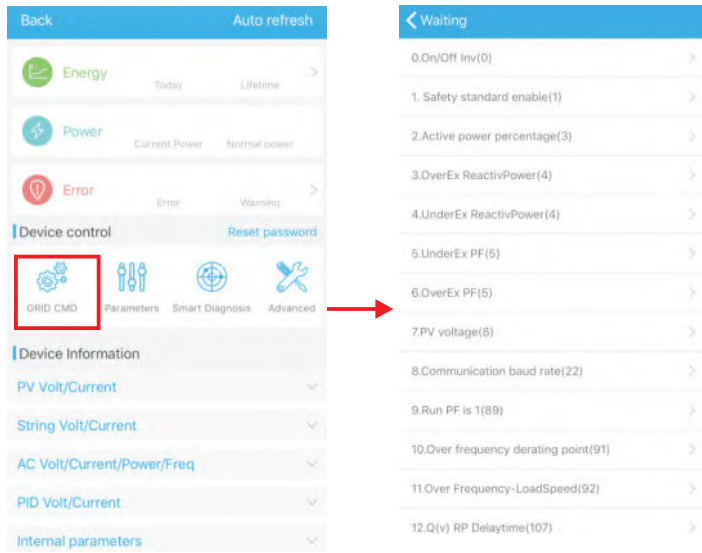 Back Auto refresh
Energy
Today Lifetime
Power
Current Power Normal power
Error
Error Warning
Device control Reset password
GRID CMD Parameters Smart Diagnosis Advanced
Device Information
PV Volt/Current
String Volt/Current
AC Volt/Current/Power/Freq
PID Volt/Current
Internal parameters
Waiting
0.On/Off Inv(0)
1. Safety standard enable(1)
2.Active power percentage(3)
3.OverEx ReactivPower(4)
4.UnderEx ReactivPower(4)
5.UnderEx PF(5)
6.OverEx PF(5)
7.PV voltage(8)
8.Communication baud rate(22)
9.Run PF is 1(89)
10.Over frequency derating point(91)
11.Over Frequency-LoadSpeed(92)
12.Q(v) RP Delaytime(107)